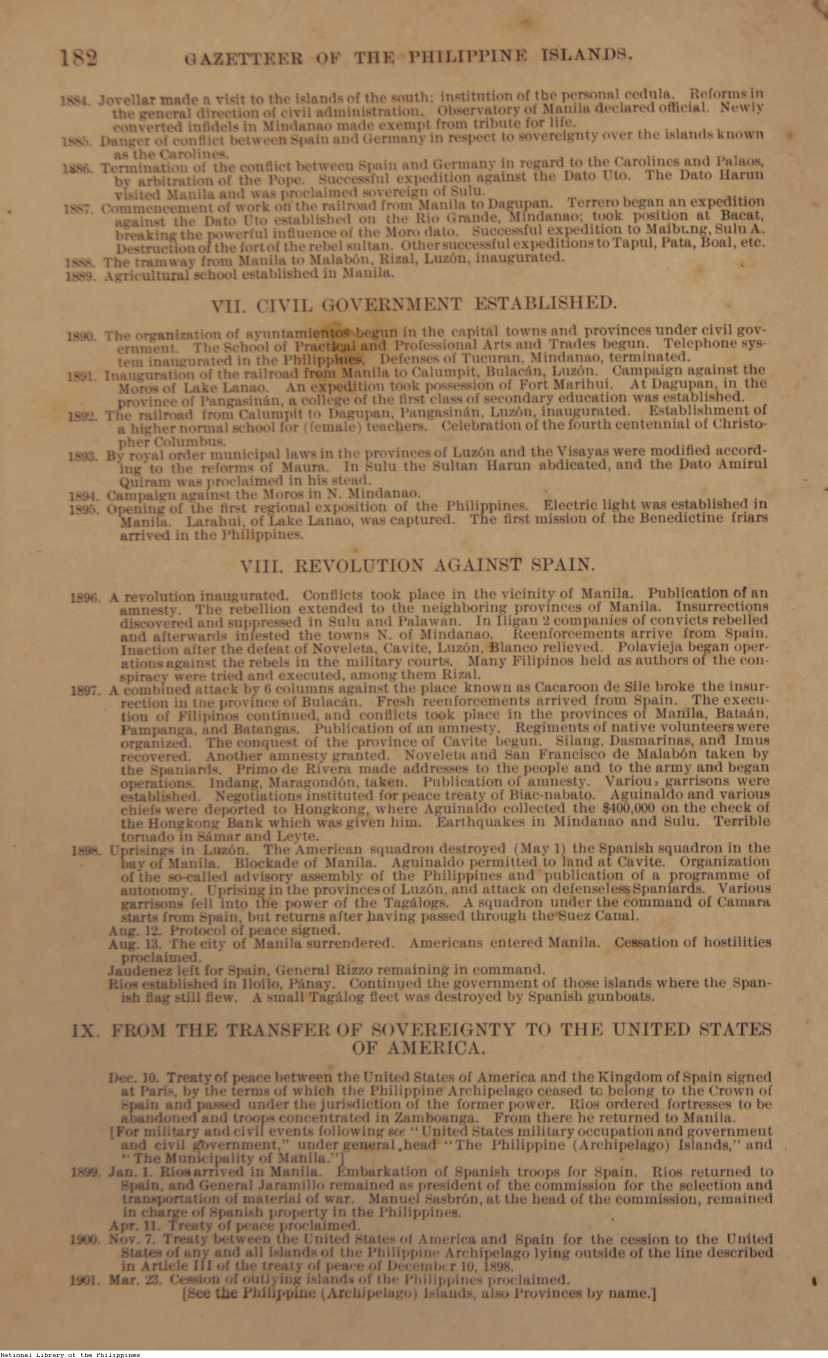 182 GAZETTEER OF THE PHILIPPINE ISLANDS.
1884. Jovellar made a visit to the islands of the south; institution of the personal cedula. Reforms in
the general direction of civil administration. Observatory of Manila declared official. Newly
converted infidels in Mindanao made exempt from tribute for life.
1885. Danger of conflict between Spain and Germany in respect to sovereignty over the islands known
as the Carolines.
1886. Termination of the conflict between Spain and Germany in regard to the Carolines and Palaos,
by arbitration of the Pope. Successful expedition against the Dato Uto. The Dato Harun
visited Manila and was proclaimed sovereign of Sulu.
1887. Commencement of work on the railroad from Manila to Dagupan. Terrero began an expedition
against the Dato Uto established on the Rio Grande, Mindanao; took position at Bacat,
breaking the powerful influence of the Moro dato. Successful expedition to Maibung, Sulu A.
Destruction of the fort of the rebel sultan. Other successful expeditions to Tapul, Pata, Boal, etc.
1888. The tramway from Manila to Malabón, Rizal, Luzón, inaugurated.
1889. Agricultural school established in Manila.
VII. CIVIL GOVERNMENT ESTABLISHED.
1890. The organization of ayuntamientos begun in the capital towns and provinces under civil gov-
ernment. The School of Practical and Professional Arts and Trades begun. Telephone sys-
tem inaugurated in the Philippines. Defenses of Tucuran, Mindanao, terminated.
1891. Inauguration of the railroad from Manila to Calumpit, Bulacán, Luzón. Campaign against the
Moros of Lake Lanao. An expedition took possession of Fort Marihui. At Dagupan, in the
province of Pangasinán, a college of the first class of secondary education was established.
1892. The railroad from Calumpit to Dagupan, Pangasinán, Luzón, inaugurated. Establishment of
a higher normal school for (female) teachers. Celebration of the fourth centennial of Christo-
pher Columbus.
1893. By royal order municipal laws in the provinces of Luzón and the Visayas were modified accord-
ing to the reforms of Maura. In Sulu the Sultan Harun abdicated, and the Dato Amirul
Quiram was proclaimed in his stead.
1894. Campaign against the Moros in N. Mindanao.
1895. Opening of the first regional exposition of the Philippines. Electric light was established in
Manila. Larahui, of Lake Lanao, was captured. The first mission of the Benedictine friars
arrived in the Philippines.
VIII. REVOLUTION AGAINST SPAIN.
1896. A revolution inaugurated. Conflicts took place in the vicinity of Manila. Publication of an
amnesty. The rebellion extended to the neighboring provinces of Manila. Insurrections
discovered and suppressed in Sulu and Palawan. In Iligan 2 companies of convicts rebelled
and afterwards infested the towns N. of Mindanao. Reenforcements arrive from Spain.
Inaction after the defeat of Noveleta, Cavite, Luzón. Blanco relieved. Polavieja began oper-
ations against the rebels in the military courts. Many Filipinos held as authors of the con-
spiracy were tried and executed, among them Rizal.
1897. A combined attack by 6 columns against the place known as Cacaroon de Sile broke the insur-
rection in the province of Bulacán. Fresh reenforcements arrived from Spain. The execu-
tion of Filipinos continued, and conflicts took place in the provinces of Manila, Bataán,
Pampanga, and Batangas. Publication of an amnesty. Regiments of native volunteers were
organized. The conquest of the province of Cavite begun. Silang, Dasmarinas, and Imus
recovered. Another amnesty granted. Noveleta and San Francisco de Malabón taken by
the Spaniards. Primo de Rivera made addresses to the people and to the army and began
operations. Indang, Maragondón, taken. Publication of amnesty. Various garrisons were
established. Negotiations instituted for peace treaty of Biac-nabato. Aguinaldo and various
chiefs were deported to Hongkong, where Aguinaldo collected the $400,000 on the check of
the Hongkong Bank which was given him. Earthquakes in Mindanao and Sulu. Terrible
tornado in Sámar and Leyte.
1898. Uprisings in Luzón. The American squadron destroyed (May 1) the Spanish squadron in the
bay of Manila. Blockade of Manila. Aguinaldo permitted to land at Cavite. Organization
of the so-called advisory assembly of the Philippines and publication of a programme of
autonomy. Uprising in the provinces of Luzón, and attack on defenseless Spaniards. Various
garrisons fell into the power of the Tagálogs. A squadron under the command of Camara
starts from Spain, but returns after having passed through the Suez Canal.
Aug. 12. Protocol of peace signed.
Aug. 13. The city of Manila surrendered. Americans entered Manila. Cessation of hostilities
proclaimed.
Jaudenez left for Spain, General Rizzo remaining in command.
Rios established in Iloílo, Pánay. Continued the government of those islands where the Span-
ish flag still flew. A small Tagálog fleet was destroyed by Spanish gunboats.
IX. FROM THE TRANSFER OF SOVEREIGNTY TO THE UNITED STATES
OF AMERICA.
Dec. 10. Treaty of peace between the United States of America and the Kingdom of Spain signed
at Paris, by the terms of which the Philippine Archipelago ceased to belong to the Crown of
Spain and passed under the jurisdiction of the former power. Rios ordered fortresses to be
abandoned and troops concentrated in Zamboanga. From there he returned to Manila.
[For military and civil events following see "United States military occupation and government
and civil government," under general head "The Philippine (Archipelago) Islands," and
"The Municipality of Manila."]
1899. Jan. 1. Rios arrived in Manila. Embarkation of Spanish troops for Spain. Rios returned to
Spain, and General Jaramillo remained as president of the commission for the selection and
transportation of material of war. Manuel Sasbrón, at the head of the commission, remained
in charge of Spanish property in the Philippines.
Apr. 11. Treaty of peace proclaimed.
1900. Nov. 7. Treaty between the United States of America and Spain for the cession to the United
States of any and all islands of the Philippine Archipelago lying outside of the line described
in Article III of the treaty of peace of December 10, 1898.
1901. Mar. 23. Cession of outlying islands of the Philippines proclaimed.
[See the Philippine (Archipelago) Islands, also Provinces by name.]
National Library of the Philippines